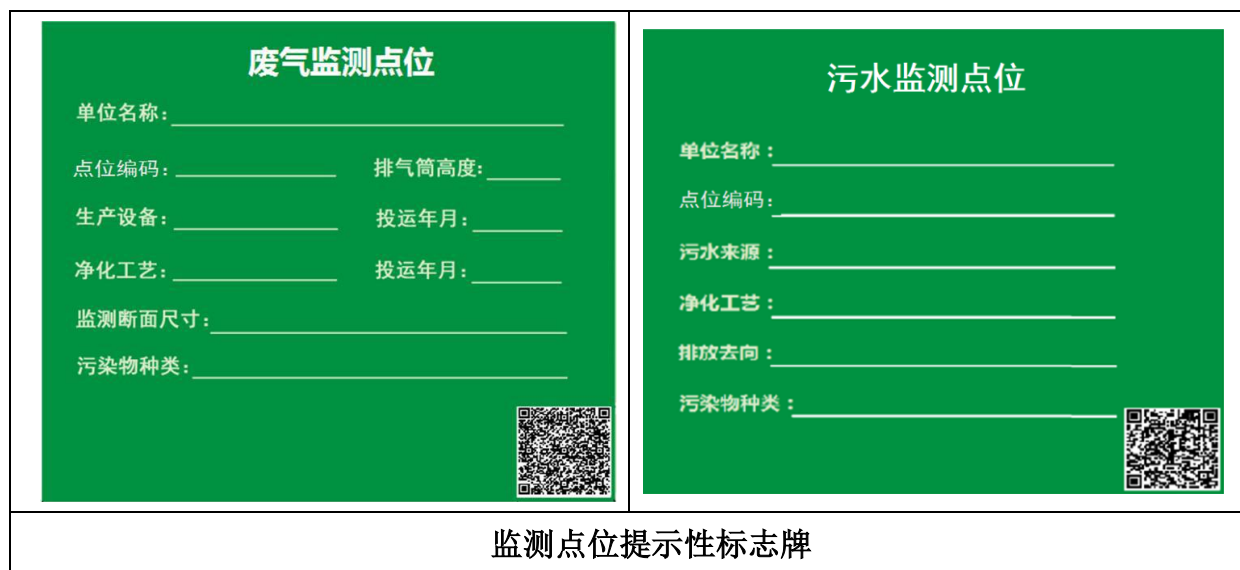 废气监测点位
单位名称:
点位编码: 排气筒高度:
生产设备: 投运年月:
净化工艺: 投运年月:
监测断面尺寸:
污染物种类:
污水监测点位
单位名称:
点位编码:
污水来源:
净化工艺:
排放去向:
污染物种类:
监测点位提示性标志牌